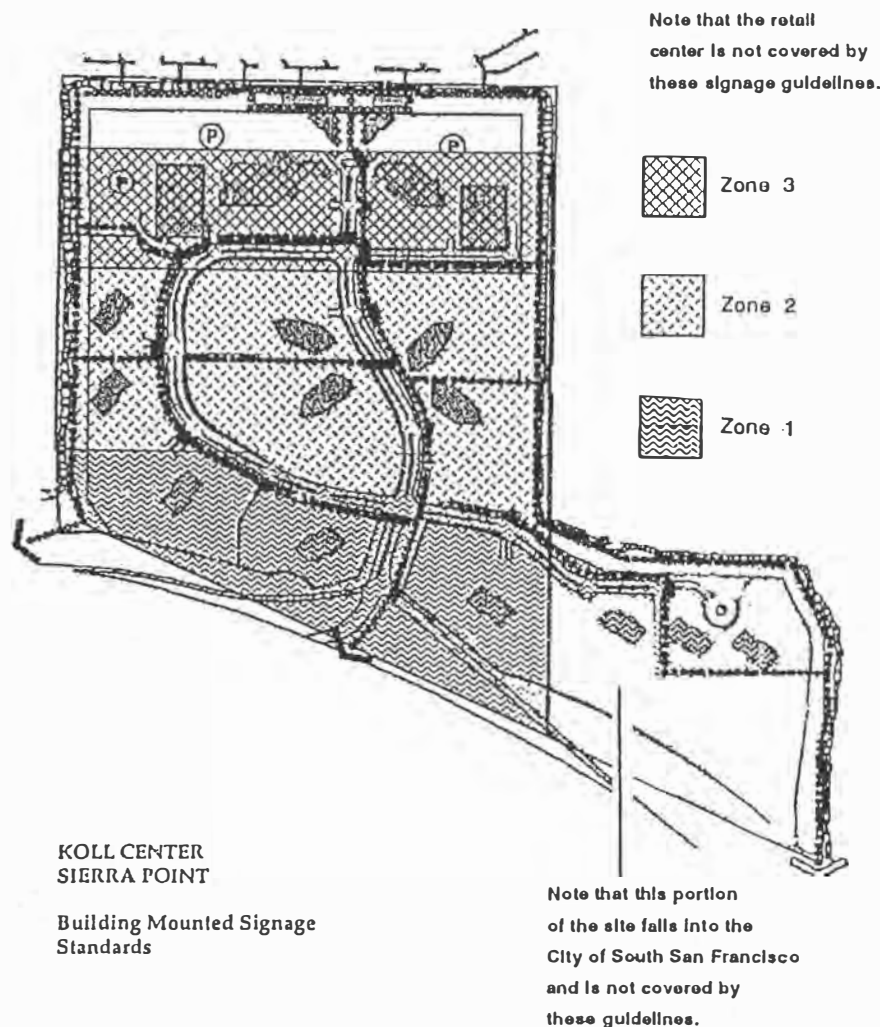 Note that the retail
center is not covered by
these signage guidelines.
P
P
P
Zone 3
Zone 2
Zone 1
KOLL CENTER
SIERRA POINT
Building Mounted Signage
Standards
Note that this portion
of the site falls into the
City of South San Francisco
and is not covered by
these guidelines.